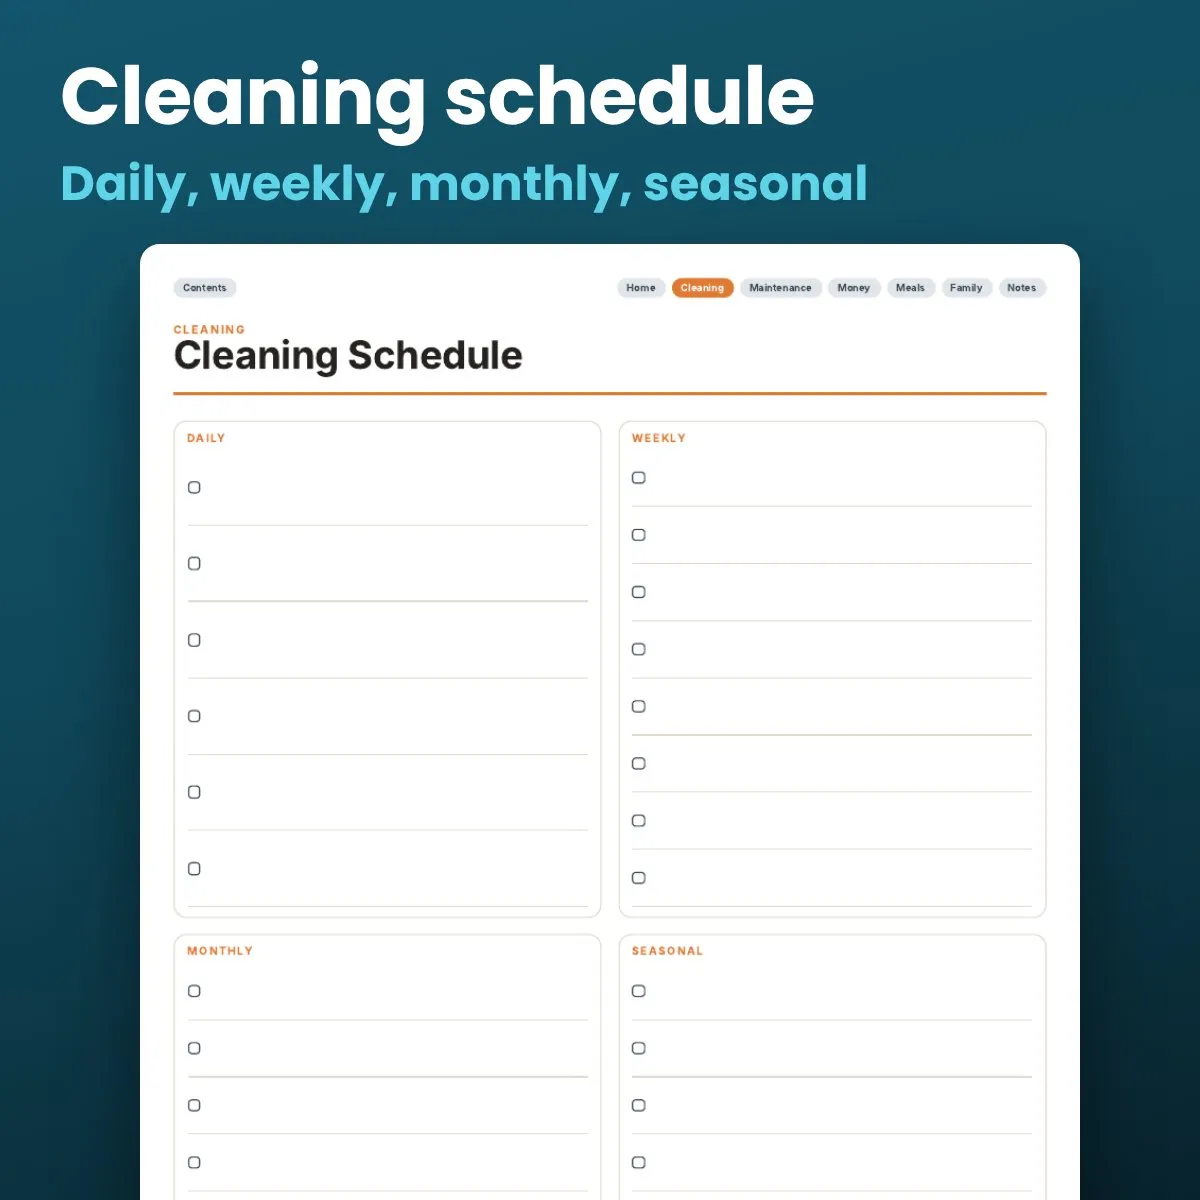 Cleaning schedule
Daily, weekly, monthly, seasonal
Contents Home Cleaning Maintenance Money Meals Family Notes
CLEANING
Cleaning Schedule
DAILY
WEEKLY
MONTHLY
SEASONAL